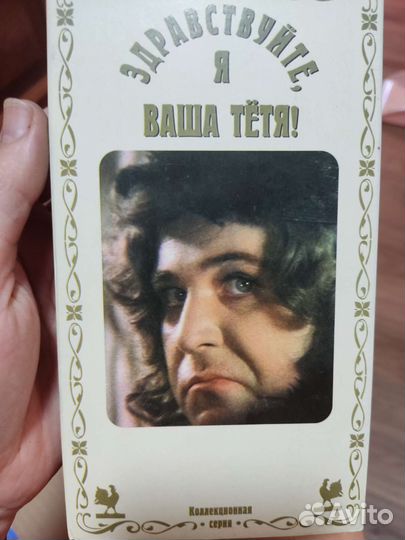 ЗДРАВСТВУЙТЕ,
Я
ВАША ТЁТЯ!
Коллекционная
• серия •
Avito